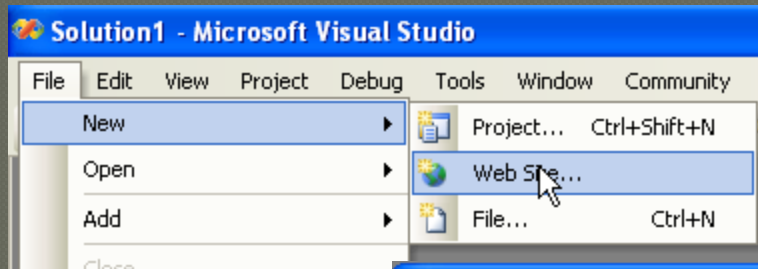 Solution1 - Microsoft Visual Studio
File Edit View Project Debug Tools Window Community
New Project... Ctrl+Shift+N
Open Web Site...
Add File... Ctrl+N
Close